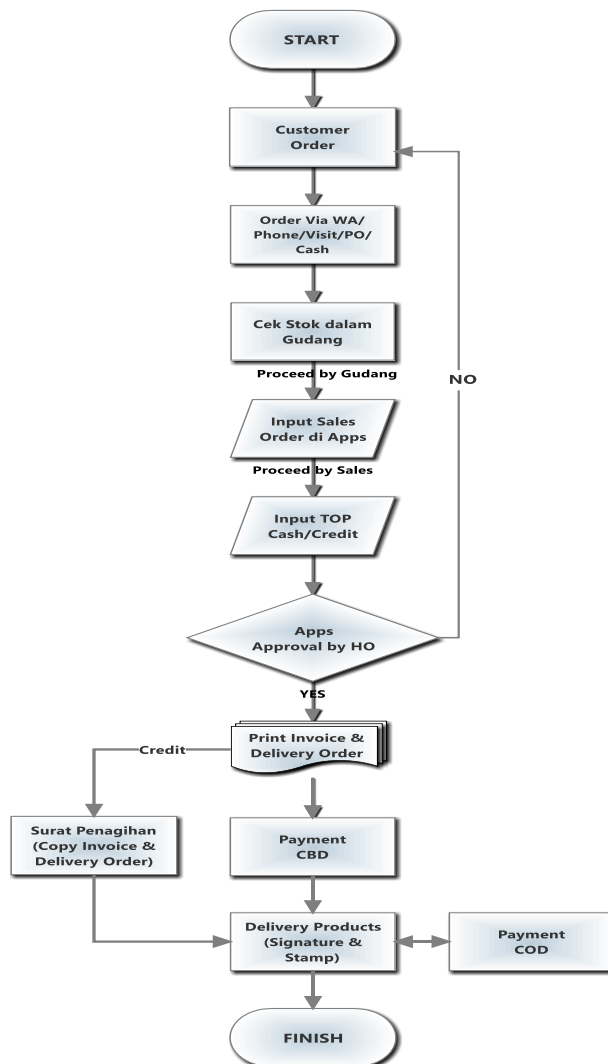 START
Customer
Order
Order Via WA/
Phone/Visit/PO/
Cash
Cek Stok dalam
Gudang
Proceed by Gudang
NO
Input Sales
Order di Apps
Proceed by Sales
Input TOP
Cash/Credit
Apps
Approval by HO
YES
Print Invoice &
Delivery Order
Credit
Surat Penagihan
(Copy Invoice &
Delivery Order)
Payment
CBD
Delivery Products
(Signature &
Stamp)
Payment
COD
FINISH